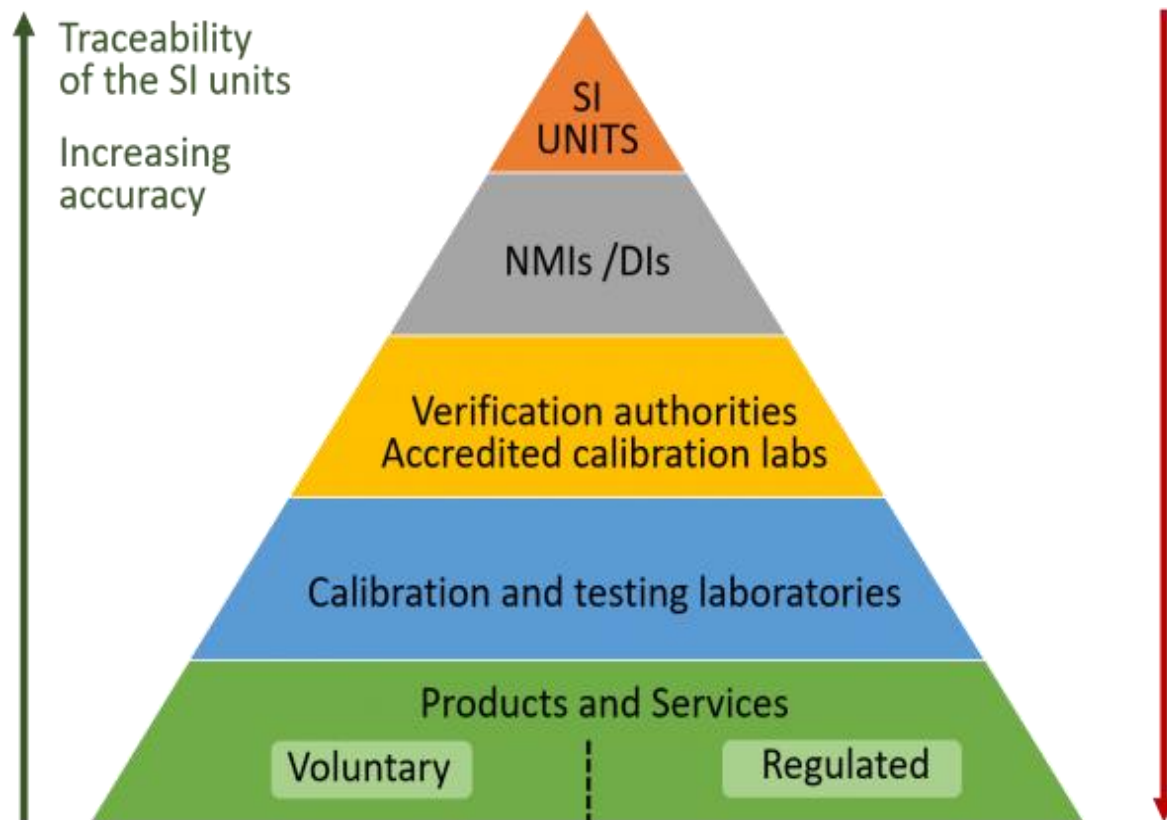 Traceability
of the SI units
Increasing
accuracy
SI
UNITS
NMIs /DIs
Verification authorities
Accredited calibration labs
Calibration and testing laboratories
Products and Services
Voluntary
Regulated